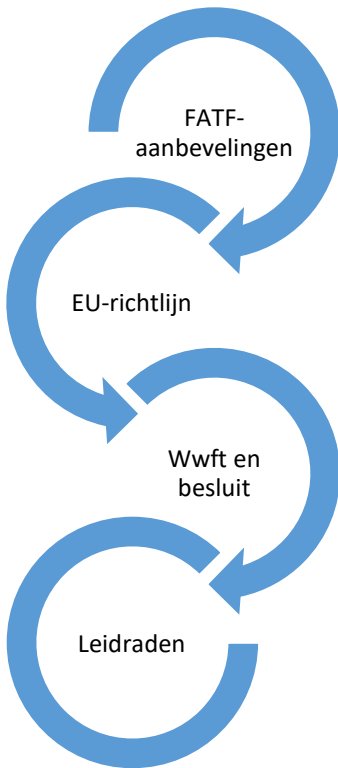 FATF-
aanbevelingen
EU-richtlijn
Wwft en
besluit
Leidraden